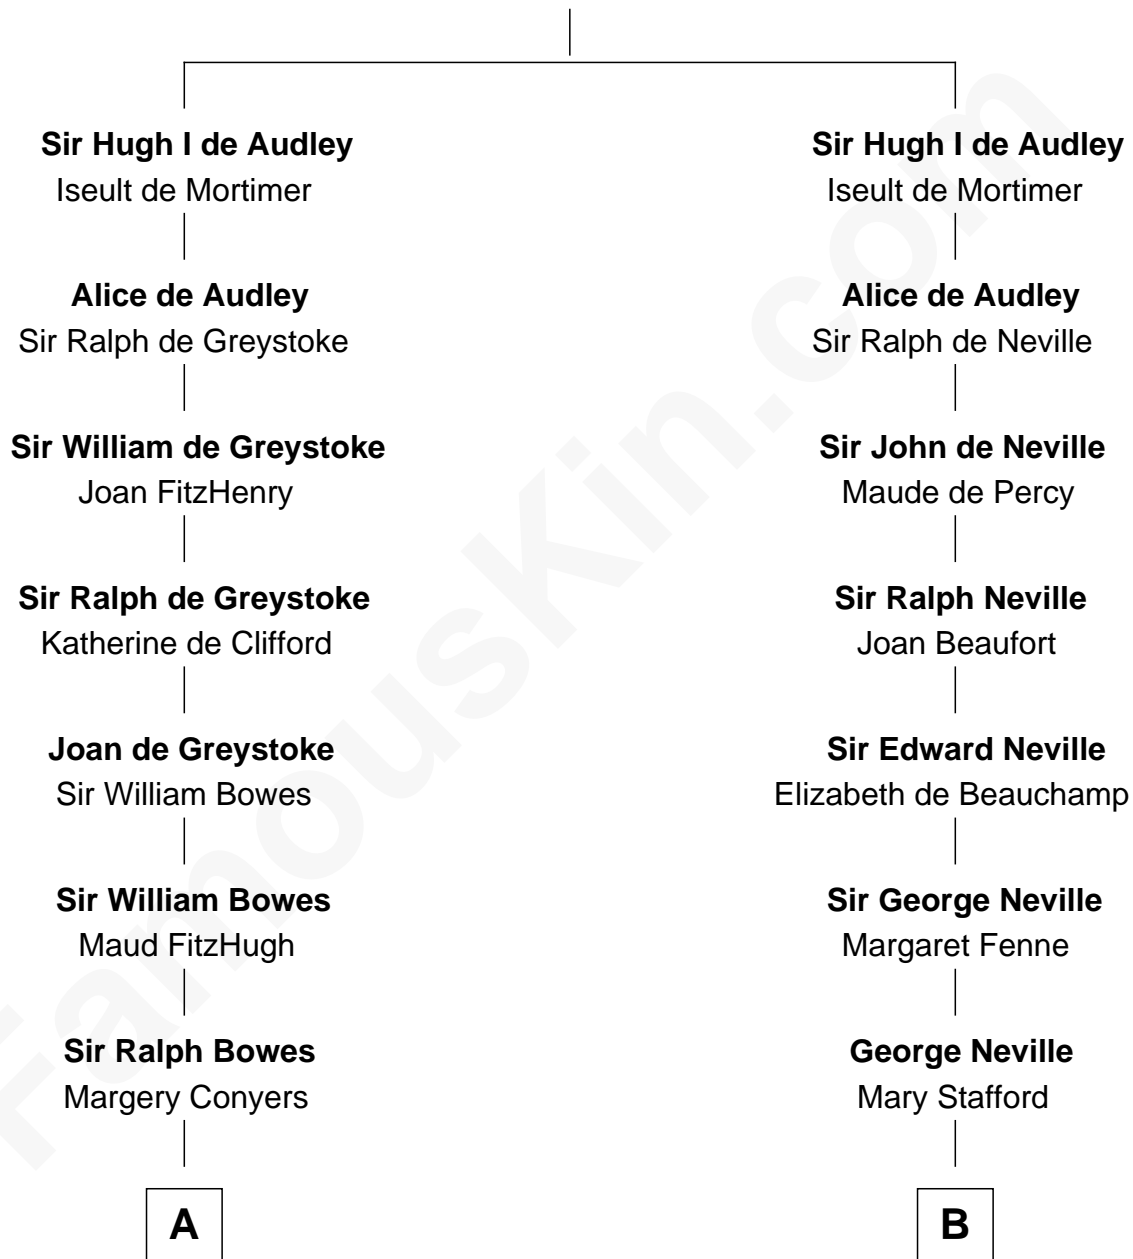 Sir Hugh I de Audley
Iseult de Mortimer
Alice de Audley
Sir Ralph de Greystoke
Sir William de Greystoke
Joan FitzHenry
Sir Ralph de Greystoke
Katherine de Clifford
Joan de Greystoke
Sir William Bowes
Sir William Bowes
Maud FitzHugh
Sir Ralph Bowes
Margery Conyers
A
Sir Hugh I de Audley
Iseult de Mortimer
Alice de Audley
Sir Ralph de Neville
Sir John de Neville
Maude de Percy
Sir Ralph Neville
Joan Beaufort
Sir Edward Neville
Elizabeth de Beauchamp
Sir George Neville
Margaret Fenne
George Neville
Mary Stafford
B
FamousKin.com